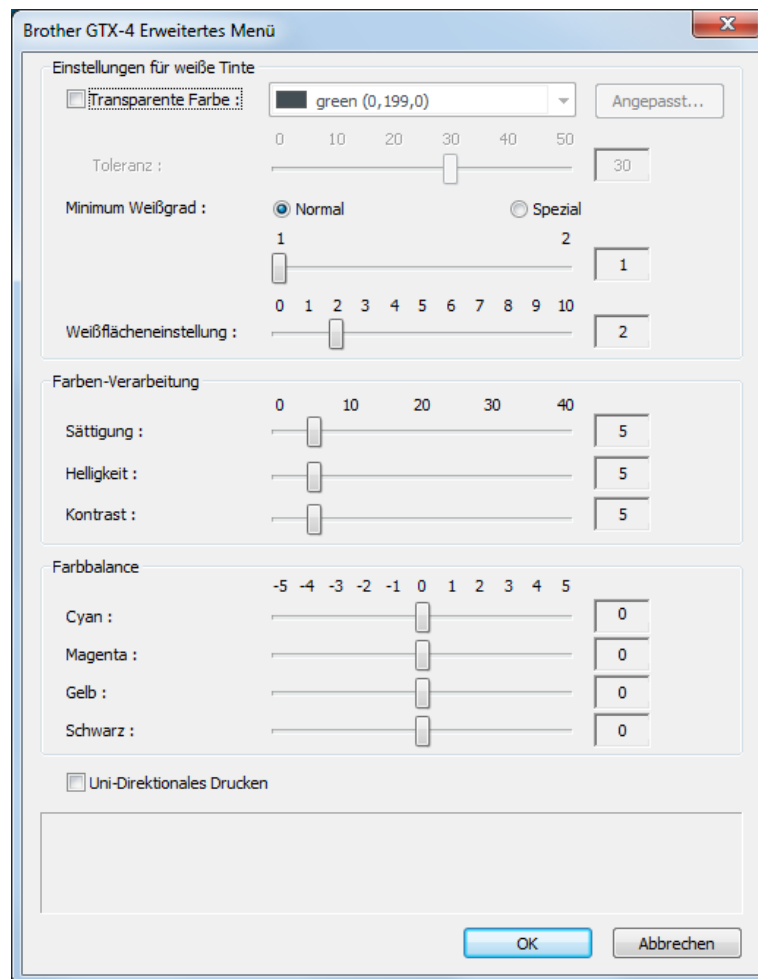 Brother GTX-4 Erweitertes Menü
Einstellungen für weiße Tinte
Transparente Farbe : green (0,199,0) Angepasst...
0 10 20 30 40 50
Toleranz : 30
Minimum Weißgrad : Normal Spezial
1 2
1
0 1 2 3 4 5 6 7 8 9 10
Weißflächeneinstellung : 2
Farben-Verarbeitung
0 10 20 30 40
Sättigung : 5
Helligkeit : 5
Kontrast : 5
Farbbalance
-5 -4 -3 -2 -1 0 1 2 3 4 5
Cyan : 0
Magenta : 0
Gelb : 0
Schwarz : 0
Uni-Direktionales Drucken
OK Abbrechen